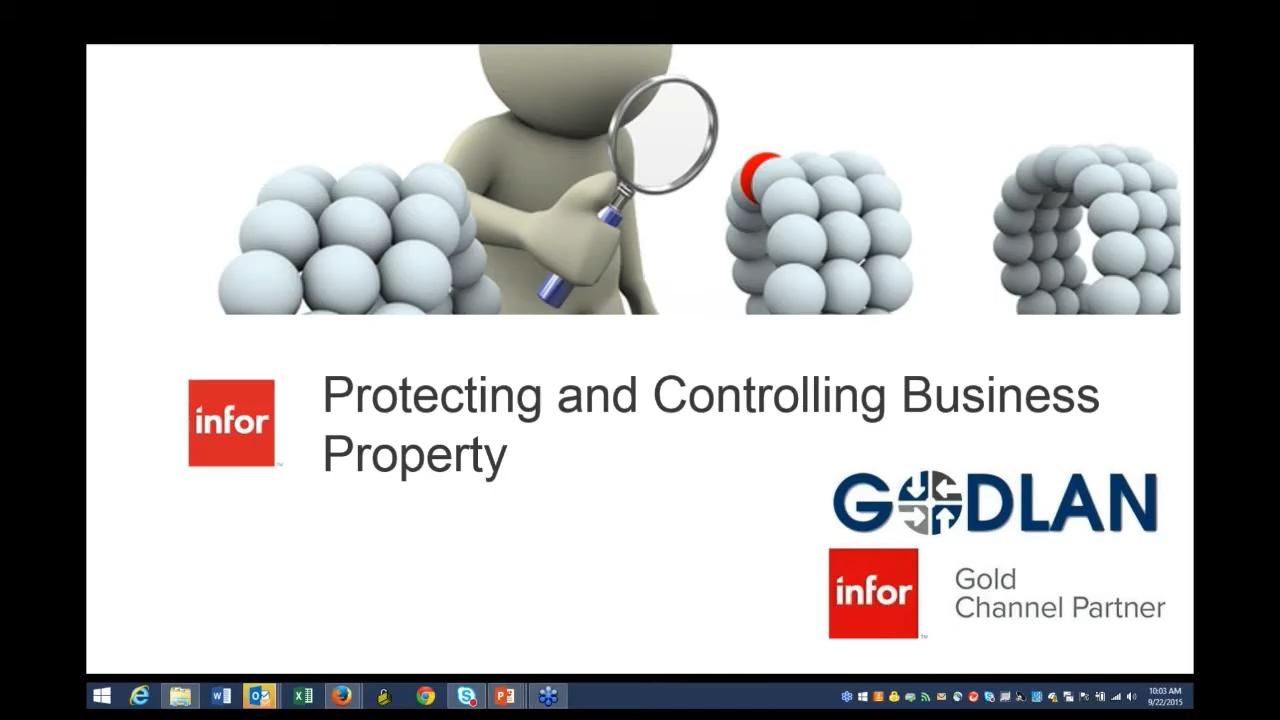 Protecting and Controlling Business
Property
infor
GODLAN
infor
Gold
Channel Partner
10:03 AM
9/22/2015